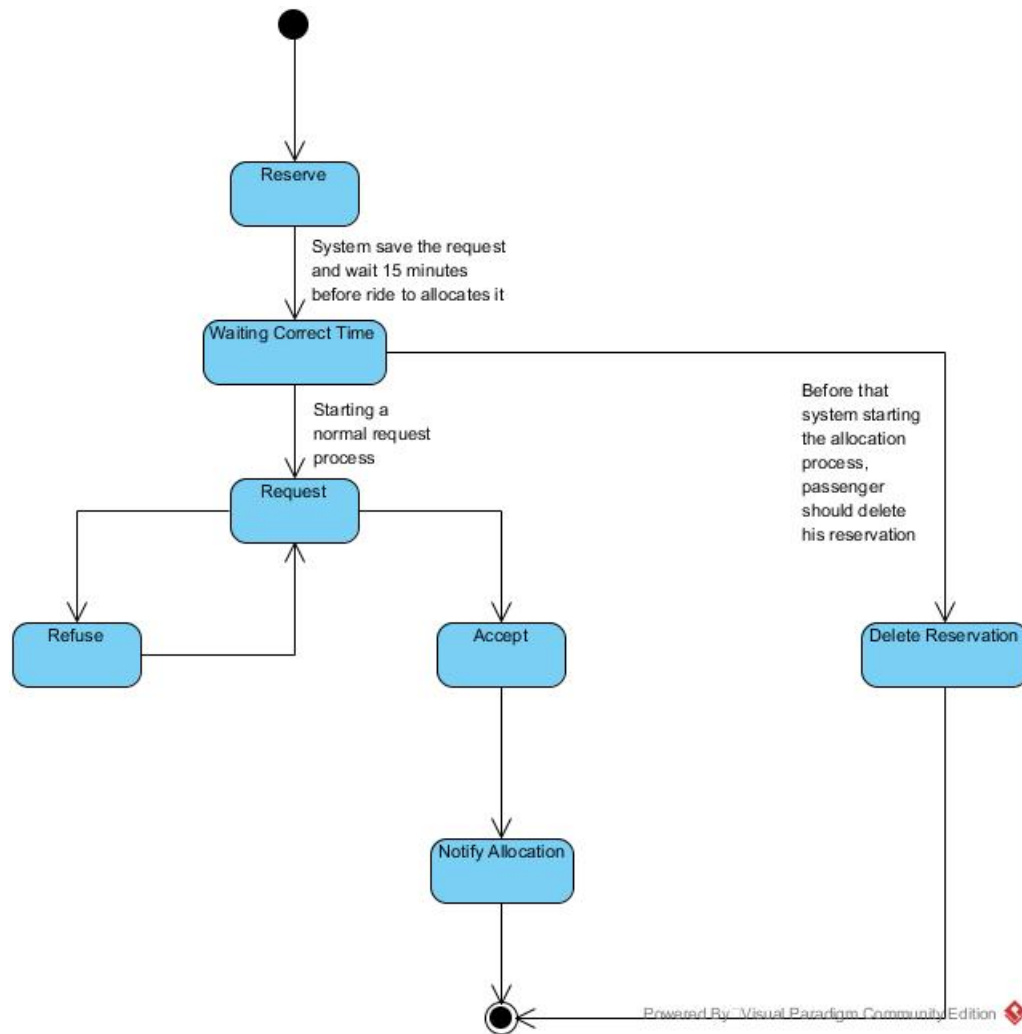 Reserve
System save the request
and wait 15 minutes
before ride to allocates it
Waiting Correct Time
Starting a
normal request
process
Before that
system starting
the allocation
process,
passenger
should delete
his reservation
Request
Refuse
Accept
Delete Reservation
Notify Allocation
Powered By Visual Paradigm Community Edition